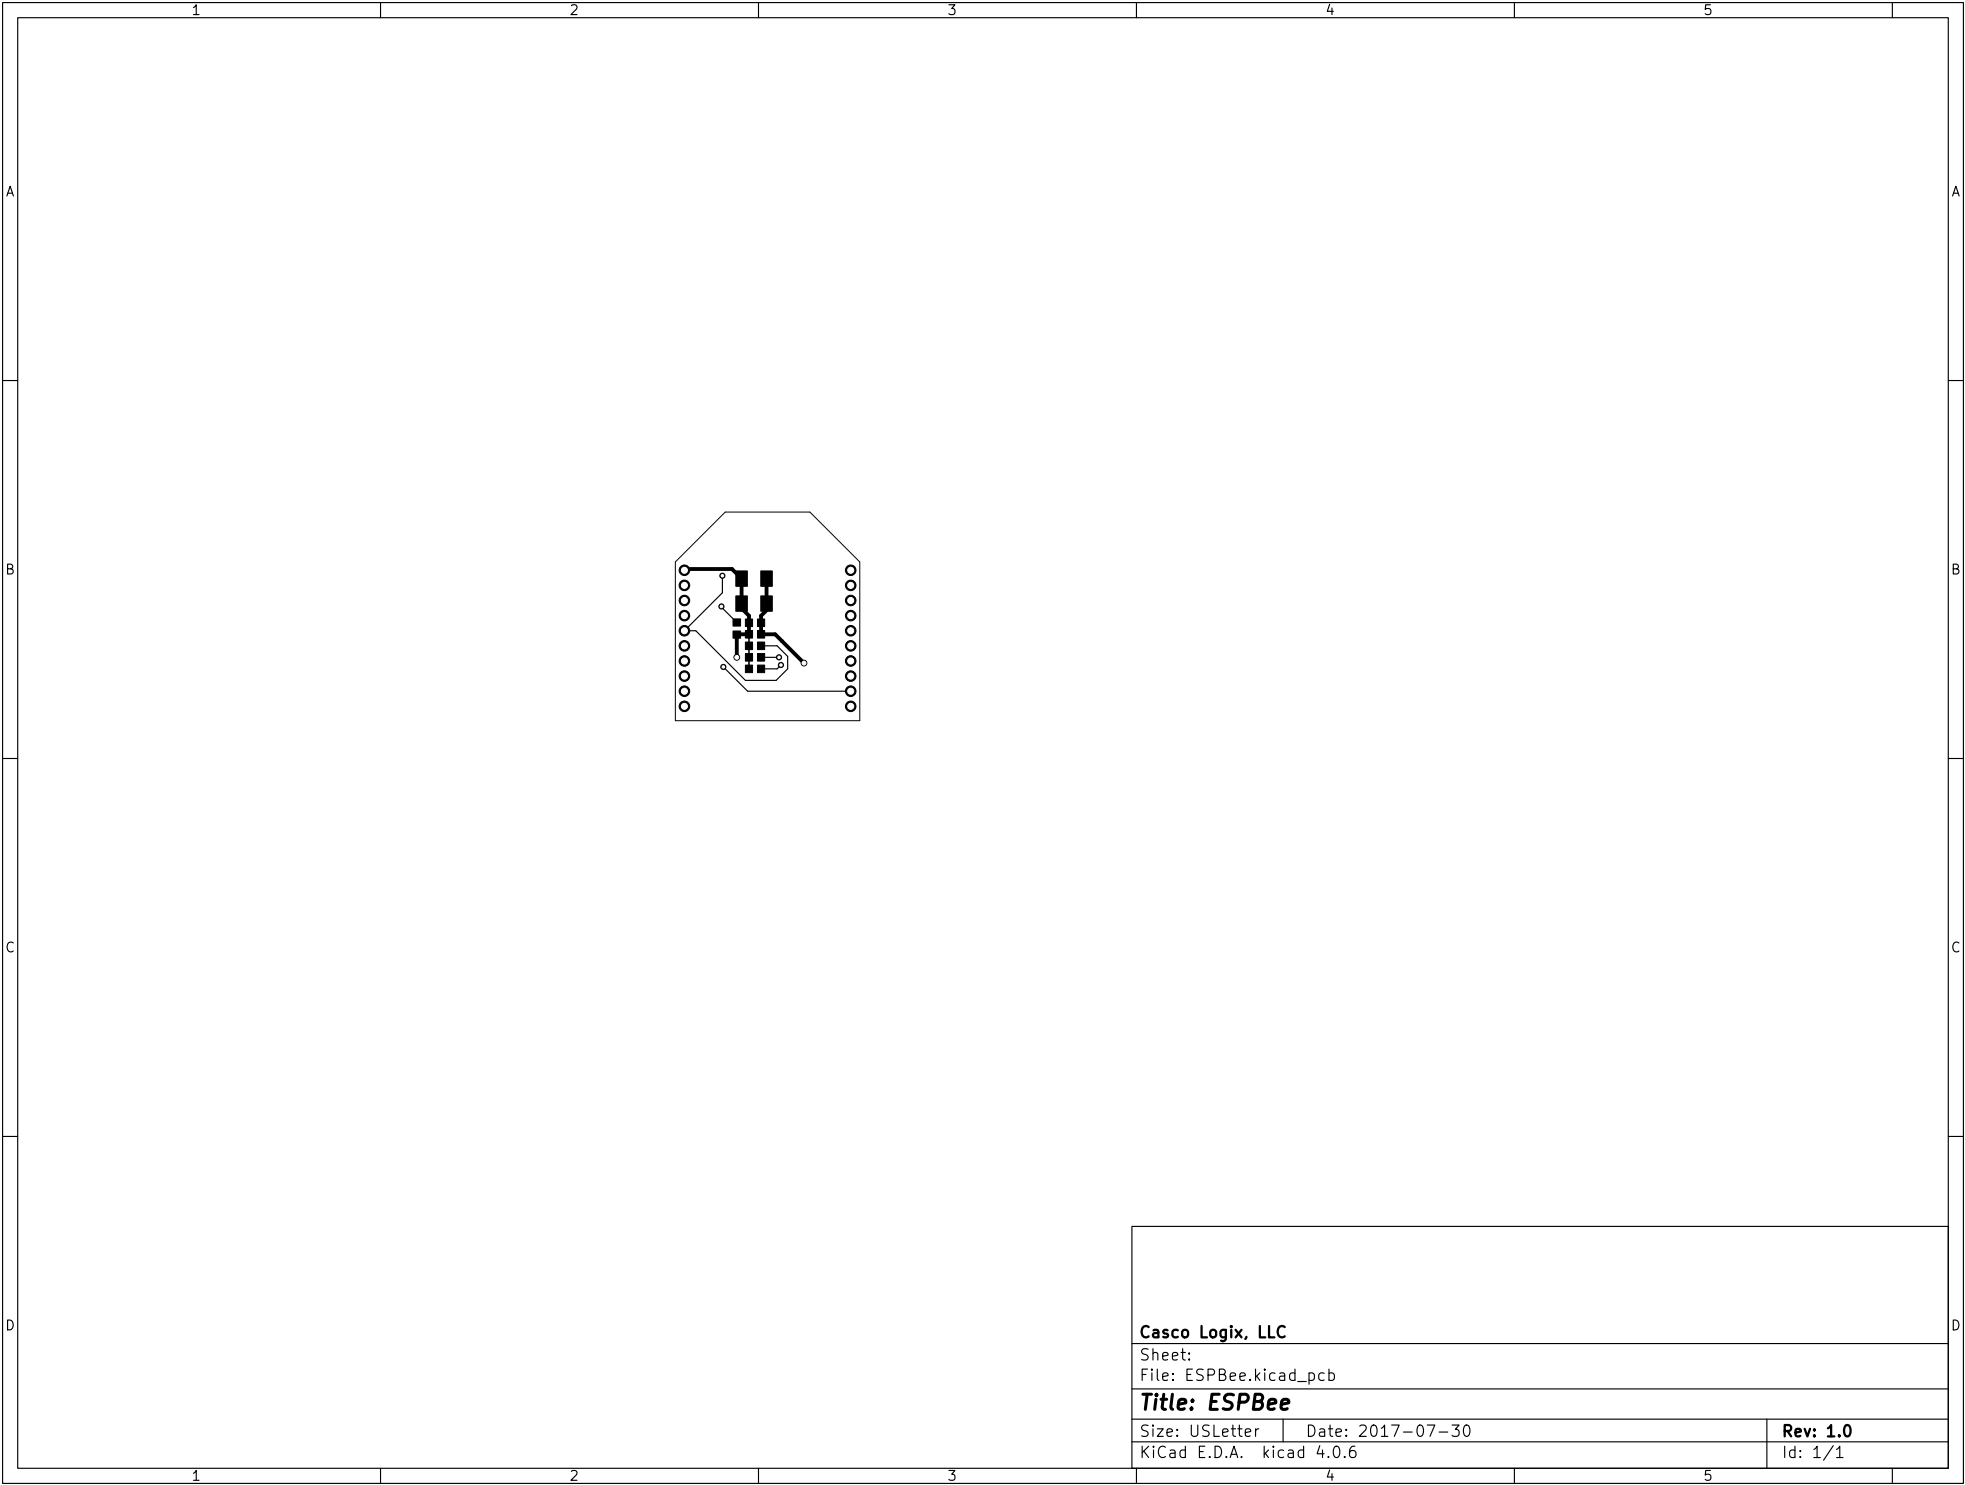 1 2 3 4 5
A A
B B
C C
D D
Casco Logix, LLC
Sheet:
File: ESPBee.kicad_pcb
Title: ESPBee
Size: USLetter Date: 2017-07-30 Rev: 1.0
KiCad E.D.A. kicad 4.0.6 Id: 1/1
1 2 3 4 5